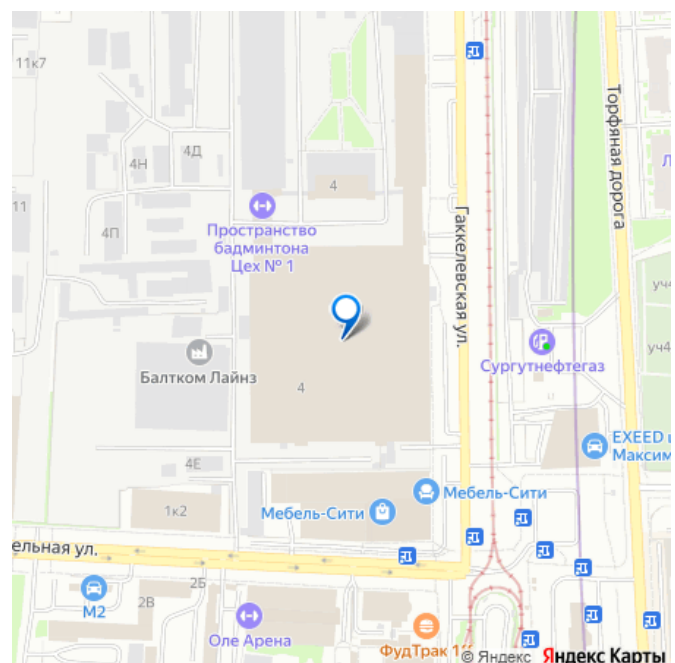 11к7
4Д
4Н
4
11
4П
Пространство
бадминтона
Цех № 1
Гаккелевская ул.
Торфяная дорога
Л
уч4
уч4
Балтком Лайнз
4
Сургутнефтегаз
EXEED
Максим
4Е
1к2
Мебель-Сити
Мебель-Сити
ельная ул.
2Б
2В
М2
Оле Арена
ФудТрак
© Яндекс Яндекс Карты